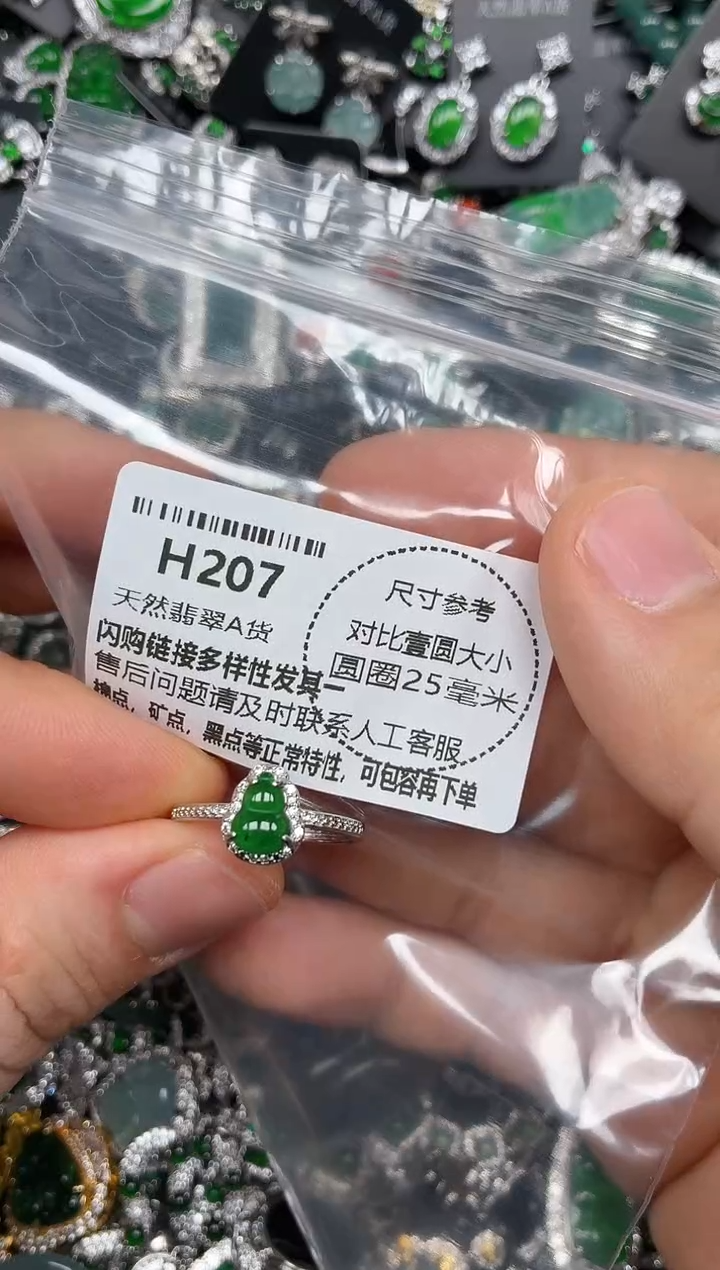 H207
天然翡翠A货
闪购链接多样性发其一
售后问题请及时联系人工客服
点，矿点，黑点等正常特性，可包容再下单
尺寸参考
对比壹圆大小
圆圈25毫米